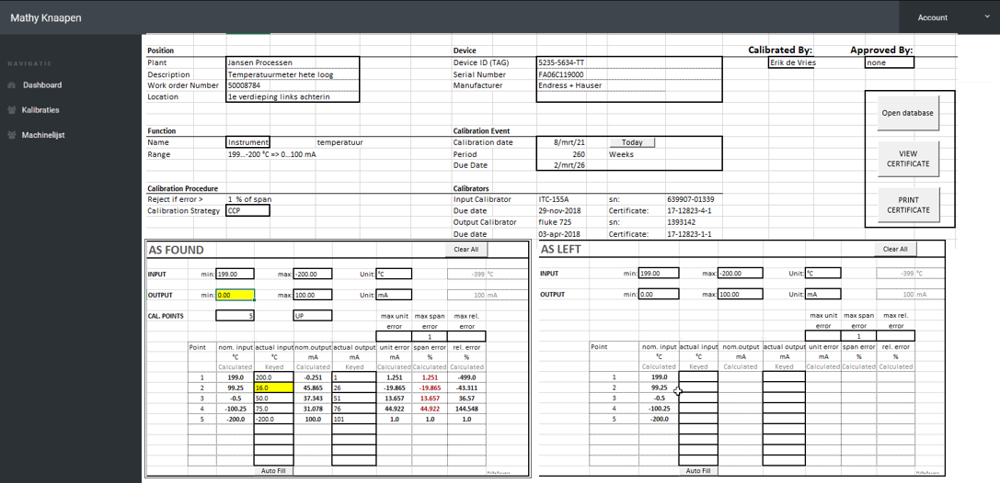 Mathy Knaapen
Account
NAVIGATIE
Dashboard
Kalibraties
Machinelijst
Position
Plant Jansen Processen
Description Temperatuurmeter hete loog
Work order Number 50008784
Location 1e verdieping links achterin
Device
Device ID (TAG) 5235-5634-TT
Serial Number FA06C119000
Manufacturer Endress + Hauser
Calibrated By: Approved By:
Erik de Vries none
Open database
VIEW
CERTIFICATE
PRINT
CERTIFICATE
Function
Name Instrument temperatuur
Range 199...-200 °C => 0...100 mA
Calibration Event
Calibration date 8/mrt/21 Today
Period 260 Weeks
Due Date 2/mrt/26
Calibration Procedure
Reject if error > 1 % of span
Calibration Strategy CCP
Calibrators
Input Calibrator ITC-155A sn: 639907-01339
Due date 29-nov-2018 Certificate: 17-12823-4-1
Output Calibrator fluke 725 sn: 1393142
Due date 03-apr-2018 Certificate: 17-12823-1-1
AS FOUND Clear All
INPUT min: 199.00 max: -200.00 Unit: °C -399 °C
OUTPUT min: 0.00 max: 100.00 Unit: mA 100 mA
CAL. POINTS 5 UP max unit max span max rel.
error error error
1
Point nom. input actual input nom.output actual output unit error span error rel. error
°C °C mA mA mA % %
Calculated Keyed Calculated Keyed Calculated Calculated Calculated
1 199.0 200.0 -0.251 1 1.251 1.251 -499.0
2 99.25 16.0 45.865 26 -19.865 -19.865 -43.311
3 -0.5 50.0 37.343 51 13.657 13.657 36.57
4 -100.25 75.0 31.078 76 44.922 44.922 144.548
5 -200.0 -200.0 100.0 101 1.0 1.0 1.0
Auto Fill
AS LEFT Clear All
INPUT min: 199.00 max: -200.00 Unit: °C -399 °C
OUTPUT min: 0.00 max: 100.00 Unit: mA 100 mA
max unit max span max rel.
error error error
1
Point nom. input actual input nom.output actual output unit error span error rel. error
°C °C mA mA mA % %
Calculated Keyed Calculated Keyed Calculated Calculated Calculated
1 199.0
2 99.25
3 -0.5
4 -100.25
5 -200.0
Auto Fill